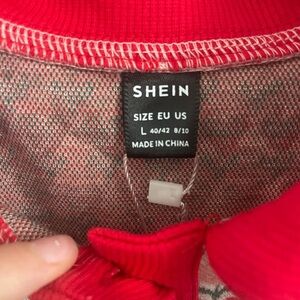 SHEIN
SIZE EU US
L 40/42 8/10
MADE IN CHINA